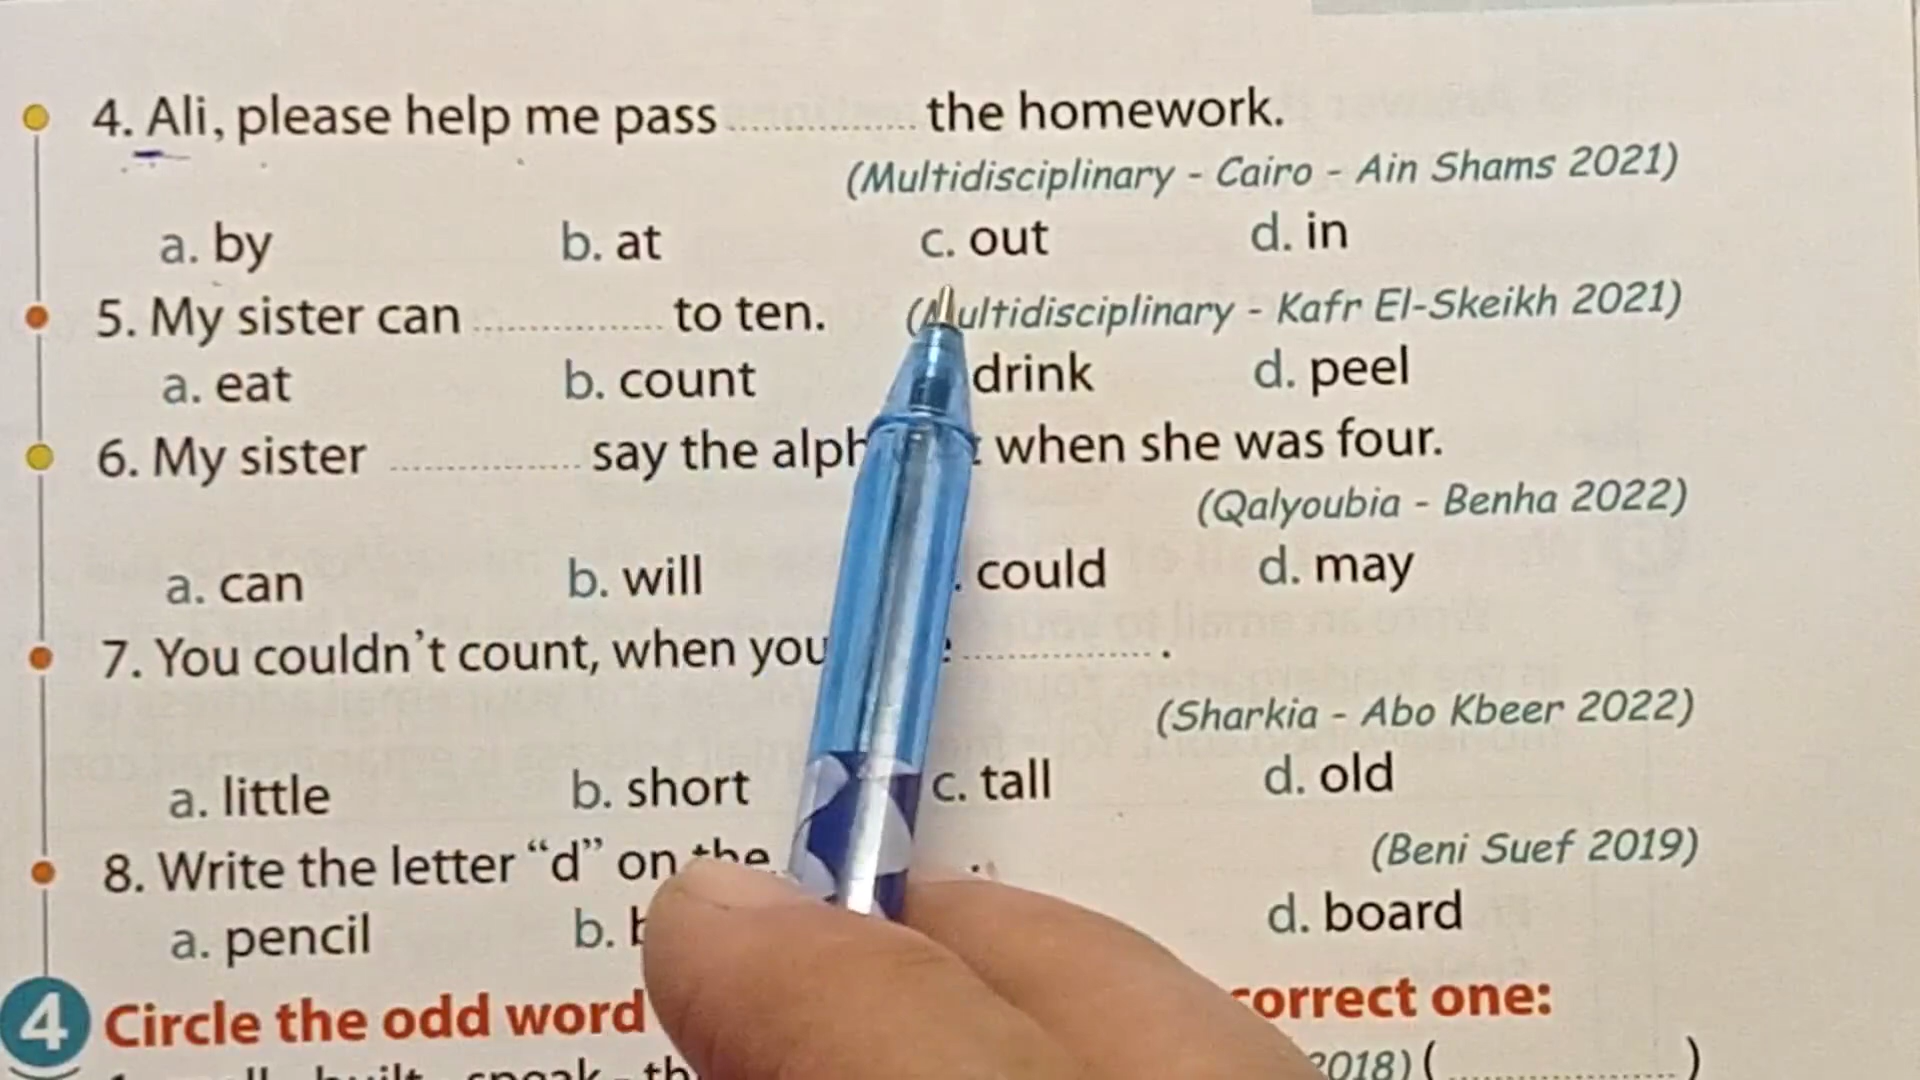 4. Ali, please help me pass ............... the homework.
(Multidisciplinary - Cairo - Ain Shams 2021)
a. by b. at c. out d. in
5. My sister can ............... to ten. (Multidisciplinary - Kafr El-Skeikh 2021)
a. eat b. count drink d. peel
6. My sister ............... say the when she was four.
(Qalyoubia - Benha 2022)
a. can b. will could d. may
7. You couldn't count, when you ............... .
(Sharkia - Abo Kbeer 2022)
a. little b. short c. tall d. old
8. Write the letter “d” on the (Beni Suef 2019)
a. pencil b. d. board
4 Circle the odd word correct one:
built speak - 2018) (...............)